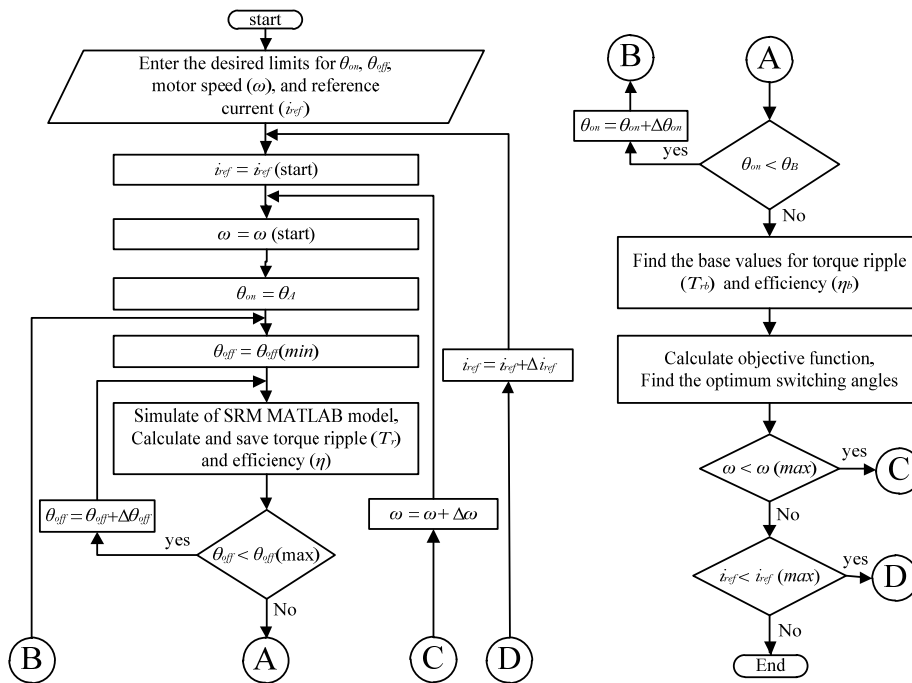 start
Enter the desired limits for θon, θoff,
motor speed (ω), and reference
current (iref)
iref = iref (start)
ω = ω (start)
θon = θA
θoff = θoff(min)
Simulate of SRM MATLAB model,
Calculate and save torque ripple (Tr)
and efficiency (η)
θoff = θoff+Δθoff
yes
θoff < θoff(max)
No
ω = ω + Δω
iref = iref+Δ iref
B
A
C
D
B
A
θon = θon+Δθon
yes
θon < θB
No
Find the base values for torque ripple
(Trb) and efficiency (ηb)
Calculate objective function,
Find the optimum switching angles
ω < ω (max)
yes
C
No
iref < iref (max)
yes
D
No
End